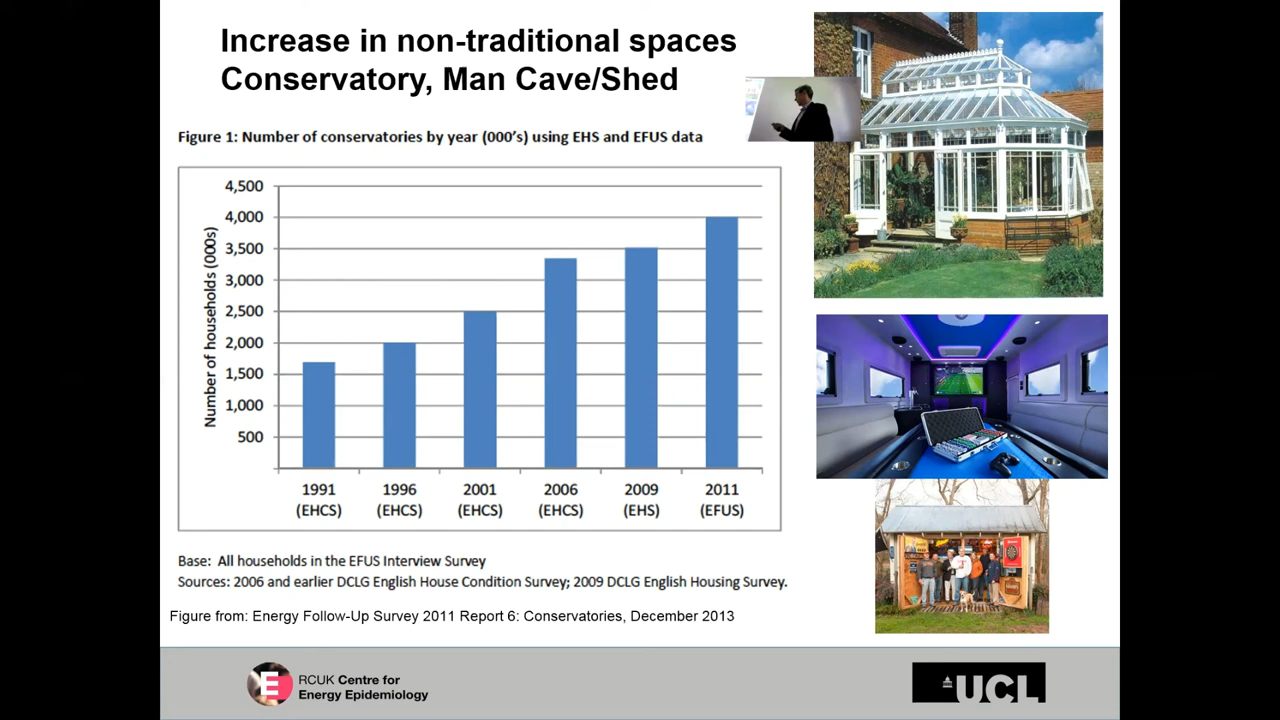 Increase in non-traditional spaces
Conservatory, Man Cave/Shed
Figure 1: Number of conservatories by year (000's) using EHS and EFUS data
Number of households (000s)
4,500
4,000
3,500
3,000
2,500
2,000
1,500
1,000
500
1991 1996 2001 2006 2009 2011
(EHCS) (EHCS) (EHCS) (EHCS) (EHS) (EFUS)
Base: All households in the EFUS Interview Survey
Sources: 2006 and earlier DCLG English House Condition Survey; 2009 DCLG English Housing Survey.
Figure from: Energy Follow-Up Survey 2011 Report 6: Conservatories, December 2013
E
RCUK Centre for
Energy Epidemiology
UCL